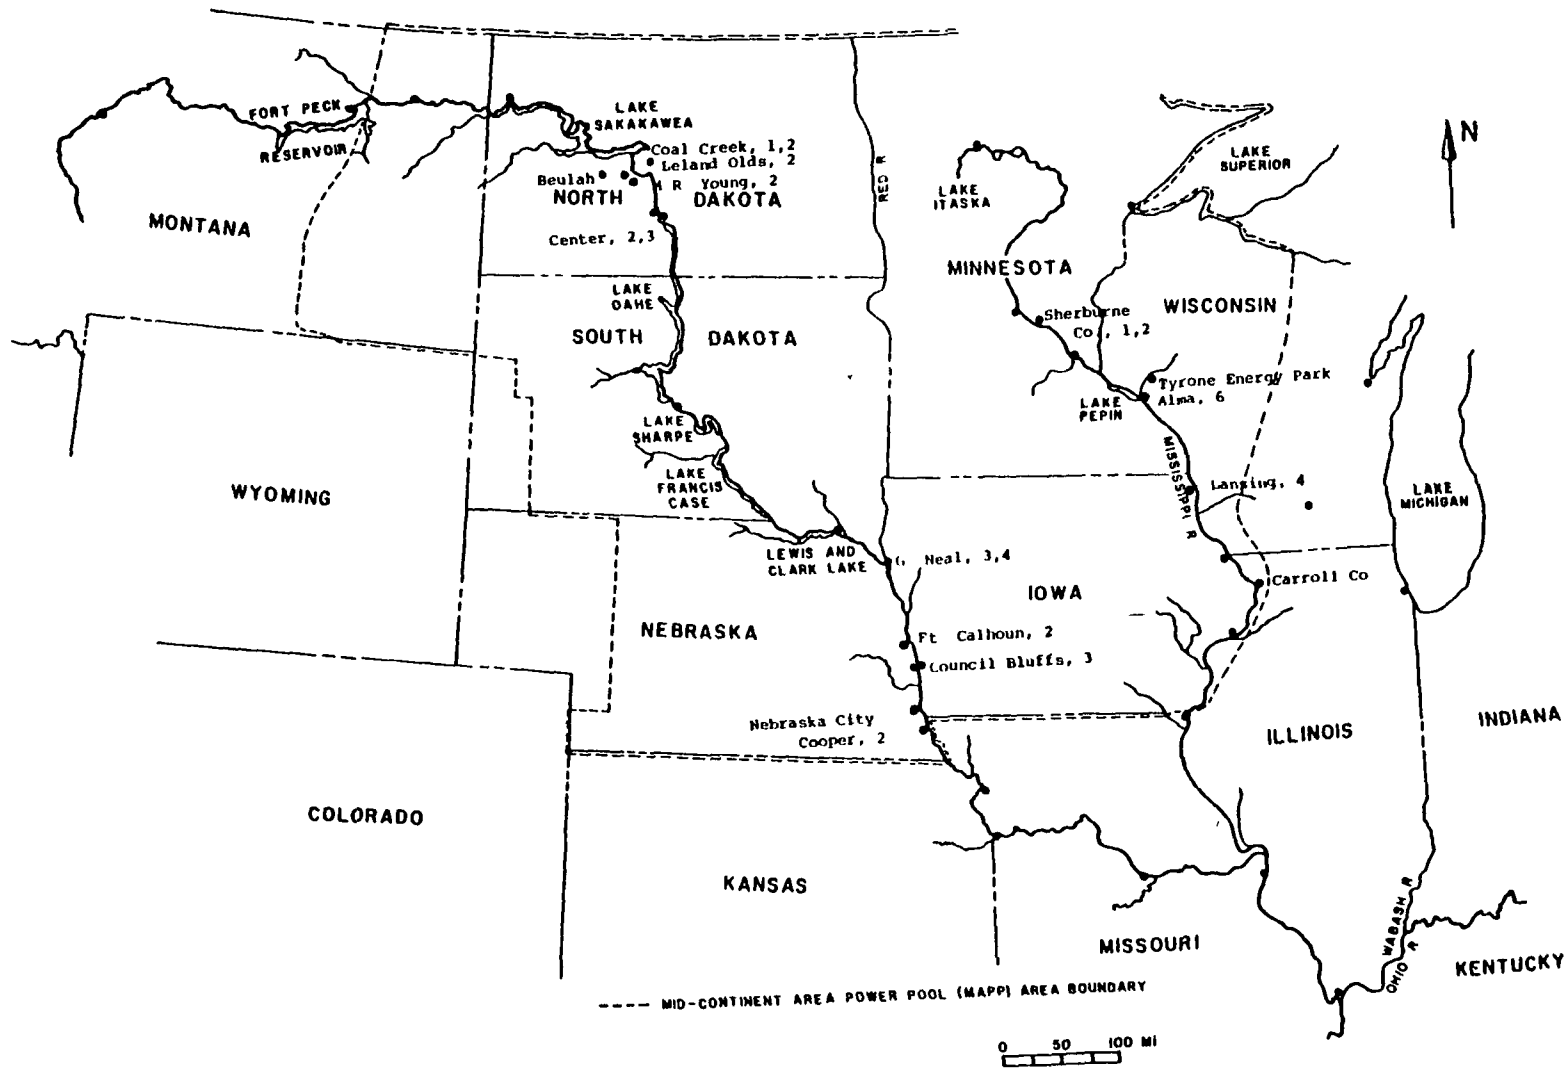 N
LAKE
SUPERIOR
FORT PECK
RESERVOIR
LAKE
SAKAKAWEA
Coal Creek, 1,2
Leland Olds, 2
Beulah
R Young, 2
NORTH DAKOTA
Center, 2,3
RED R
LAKE
ITASKA
MONTANA
MINNESOTA
WISCONSIN
LAKE
OAHE
Sherburne
Co., 1,2
SOUTH DAKOTA
Tyrone Energy Park
Alma, 6
LAKE
PEPIN
LAKE
SHARPE
MISSISSIPPI R
LAKE
FRANCIS
CASE
Lansing, 4
LAKE
MICHIGAN
WYOMING
LEWIS AND
CLARK LAKE
Neal, 3,4
Carroll Co
IOWA
NEBRASKA
Ft Calhoun, 2
Council Bluffs, 3
Nebraska City
Cooper, 2
ILLINOIS
INDIANA
COLORADO
KANSAS
MISSOURI
WABASH R
OHIO R
KENTUCKY
---- MID-CONTINENT AREA POWER POOL (MAPP) AREA BOUNDARY
0 50 100 MI